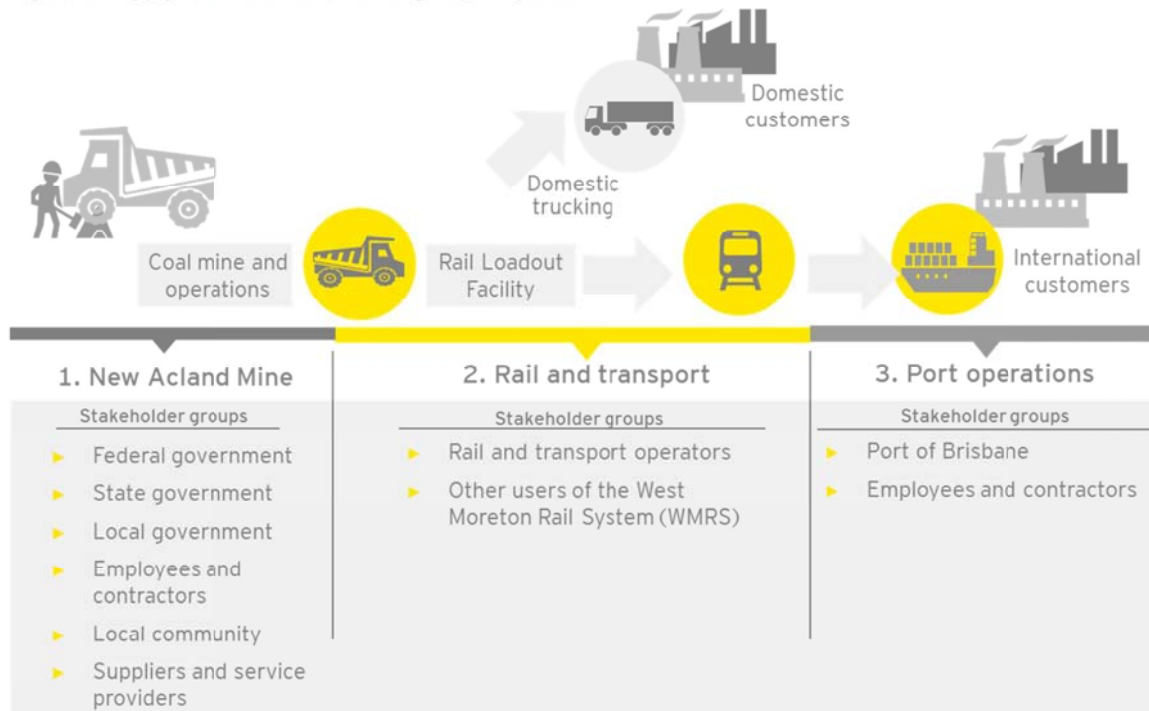 Domestic
customers
Domestic
trucking
Coal mine and
operations
Rail Loadout
Facility
International
customers
1. New Acland Mine
Stakeholder groups
Federal government
State government
Local government
Employees and
contractors
Local community
Suppliers and service
providers
2. Rail and transport
Stakeholder groups
Rail and transport operators
Other users of the West
Moreton Rail System (WMRS)
3. Port operations
Stakeholder groups
Port of Brisbane
Employees and contractors